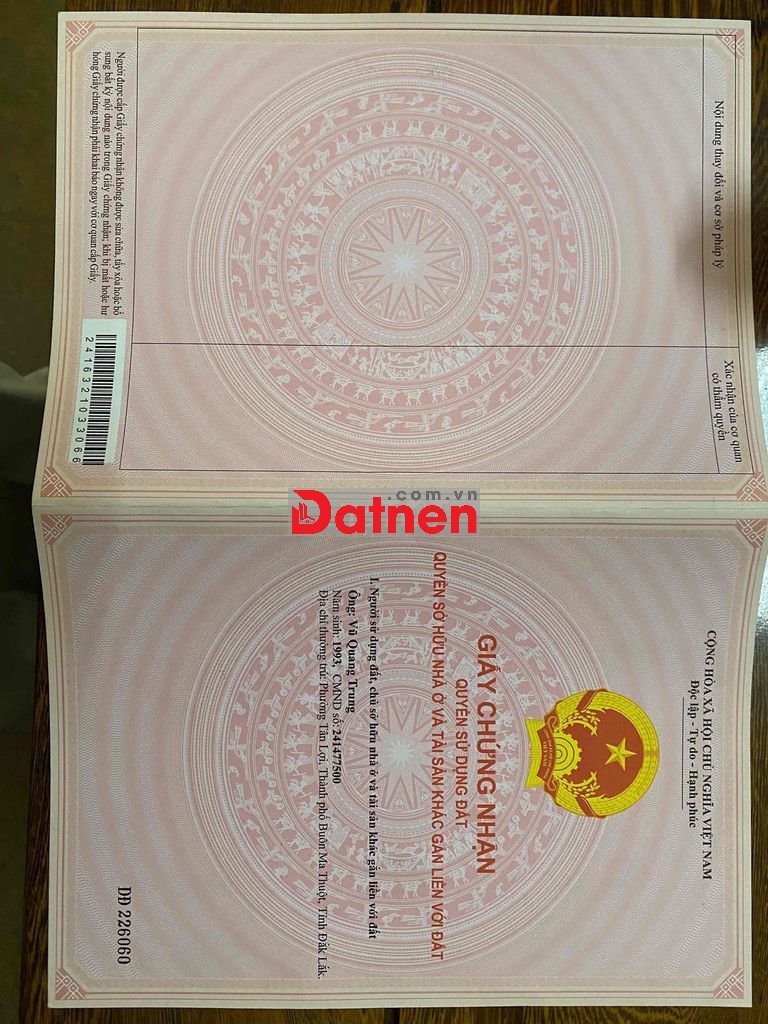 Nội dung thay đổi và cơ sở pháp lý
Xác nhận của cơ quan
có thẩm quyền
Người được cấp Giấy chứng nhận không được sửa chữa, tẩy xóa hoặc bổ
sung bất kỳ nội dung nào trong Giấy chứng nhận; khi bị mất hoặc hư
hỏng Giấy chứng nhận phải khai báo ngay với cơ quan cấp Giấy.
2416321033066
.com.vn
Datnen
CỘNG HÒA XÃ HỘI CHỦ NGHĨA VIỆT NAM
Độc lập - Tự do - Hạnh phúc
GIẤY CHỨNG NHẬN
QUYỀN SỬ DỤNG ĐẤT
QUYỀN SỞ HỮU NHÀ Ở VÀ TÀI SẢN KHÁC GẮN LIỀN VỚI ĐẤT
I. Người sử dụng đất, chủ sở hữu nhà ở và tài sản khác gắn liền với đất
Ông: Vũ Quang Trung
Năm sinh: 1993, CMND số: 241477500
Địa chỉ thường trú: Phường Tân Lợi, Thành phố Buôn Ma Thuột, Tỉnh Đắk Lắk.
DĐ 226060